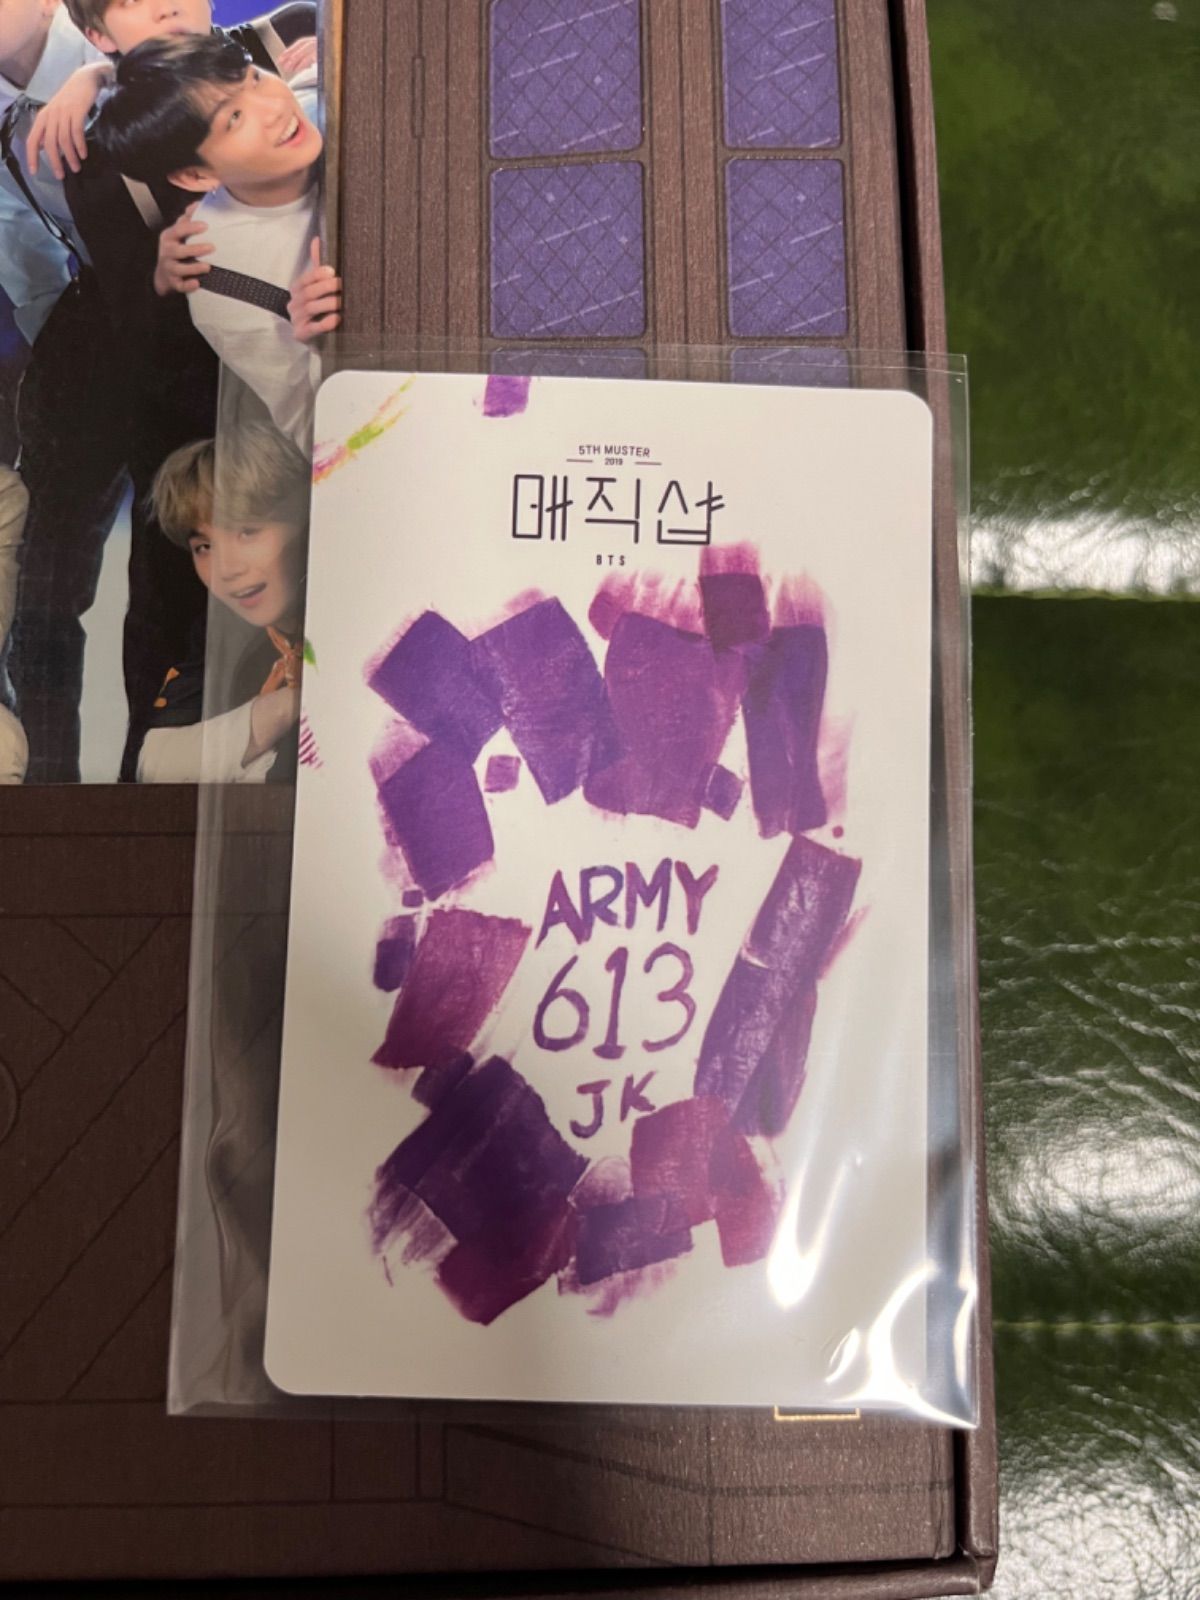 5TH MUSTER
2019
매직샵
BTS
ARMY
613
JK